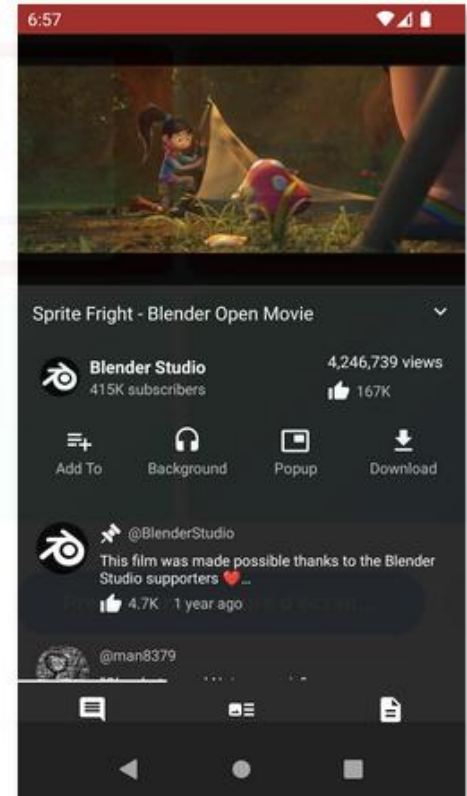 6:57
Sprite Fright - Blender Open Movie
Blender Studio
415K subscribers
4,246,739 views
167K
Add To
Background
Popup
Download
@BlenderStudio
This film was made possible thanks to the Blender
Studio supporters ❤️…
4.7K 1 year ago
@man8379